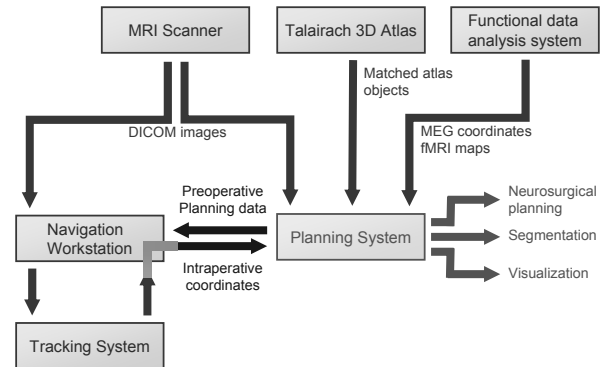 MRI Scanner
Talairach 3D Atlas
Functional data
analysis system
Matched atlas
objects
DICOM images
MEG coordinates
fMRI maps
Preoperative
Planning data
Neurosurgical
planning
Navigation
Workstation
Planning System
Segmentation
Intraperative
coordinates
Visualization
Tracking System